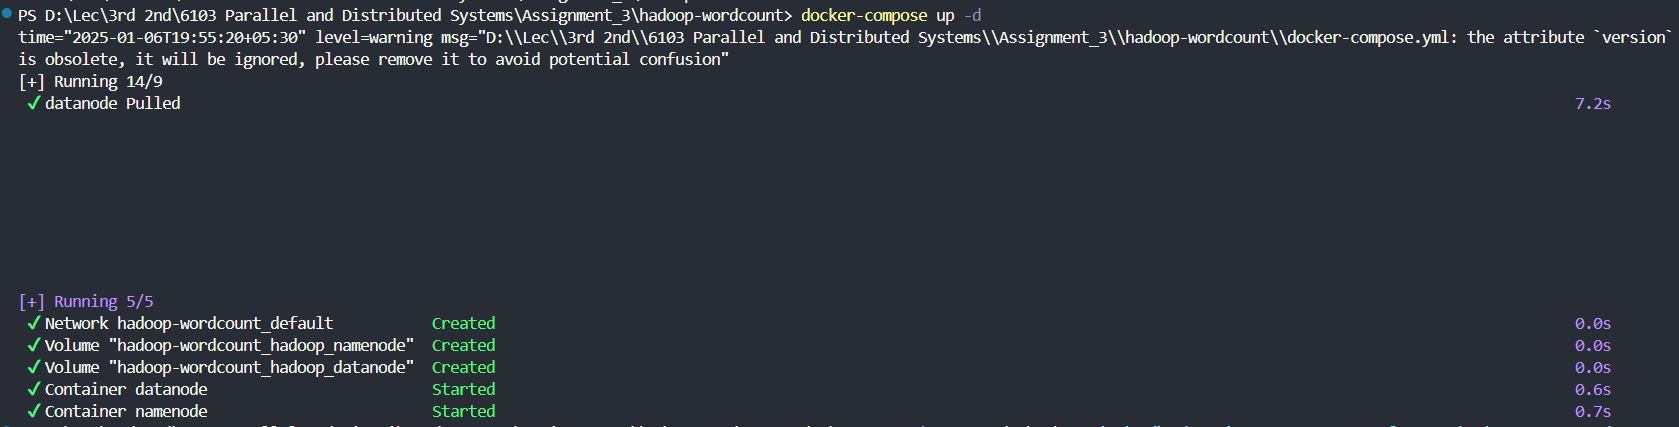 PS D:\Lec\3rd 2nd\6103 Parallel and Distributed Systems\Assignment_3\hadoop-wordcount> docker-compose up -d
time="2025-01-06T19:55:20+05:30" level=warning msg="D:\\Lec\\3rd 2nd\\6103 Parallel and Distributed Systems\\Assignment_3\\hadoop-wordcount\\docker-compose.yml: the attribute `version`
is obsolete, it will be ignored, please remove it to avoid potential confusion"
[+] Running 14/9
✔ datanode Pulled 7.2s
[+] Running 5/5
✔ Network hadoop-wordcount_default Created 0.0s
✔ Volume "hadoop-wordcount_hadoop_namenode" Created 0.0s
✔ Volume "hadoop-wordcount_hadoop_datanode" Created 0.0s
✔ Container datanode Started 0.6s
✔ Container namenode Started 0.7s